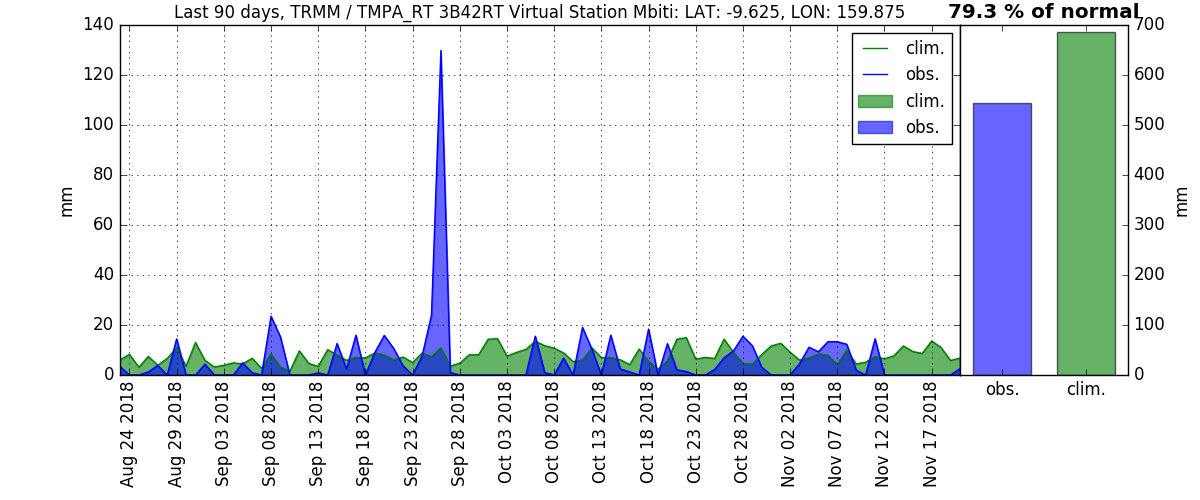 Last 90 days, TRMM / TMPA_RT 3B42RT Virtual Station Mbiti: LAT: -9.625, LON: 159.875
79.3 % of normal
140
120
100
80
60
40
20
0
mm
clim.
obs.
clim.
obs.
700
600
500
400
300
200
100
0
mm
obs.
clim.
Aug 24 2018
Aug 29 2018
Sep 03 2018
Sep 08 2018
Sep 13 2018
Sep 18 2018
Sep 23 2018
Sep 28 2018
Oct 03 2018
Oct 08 2018
Oct 13 2018
Oct 18 2018
Oct 23 2018
Oct 28 2018
Nov 02 2018
Nov 07 2018
Nov 12 2018
Nov 17 2018